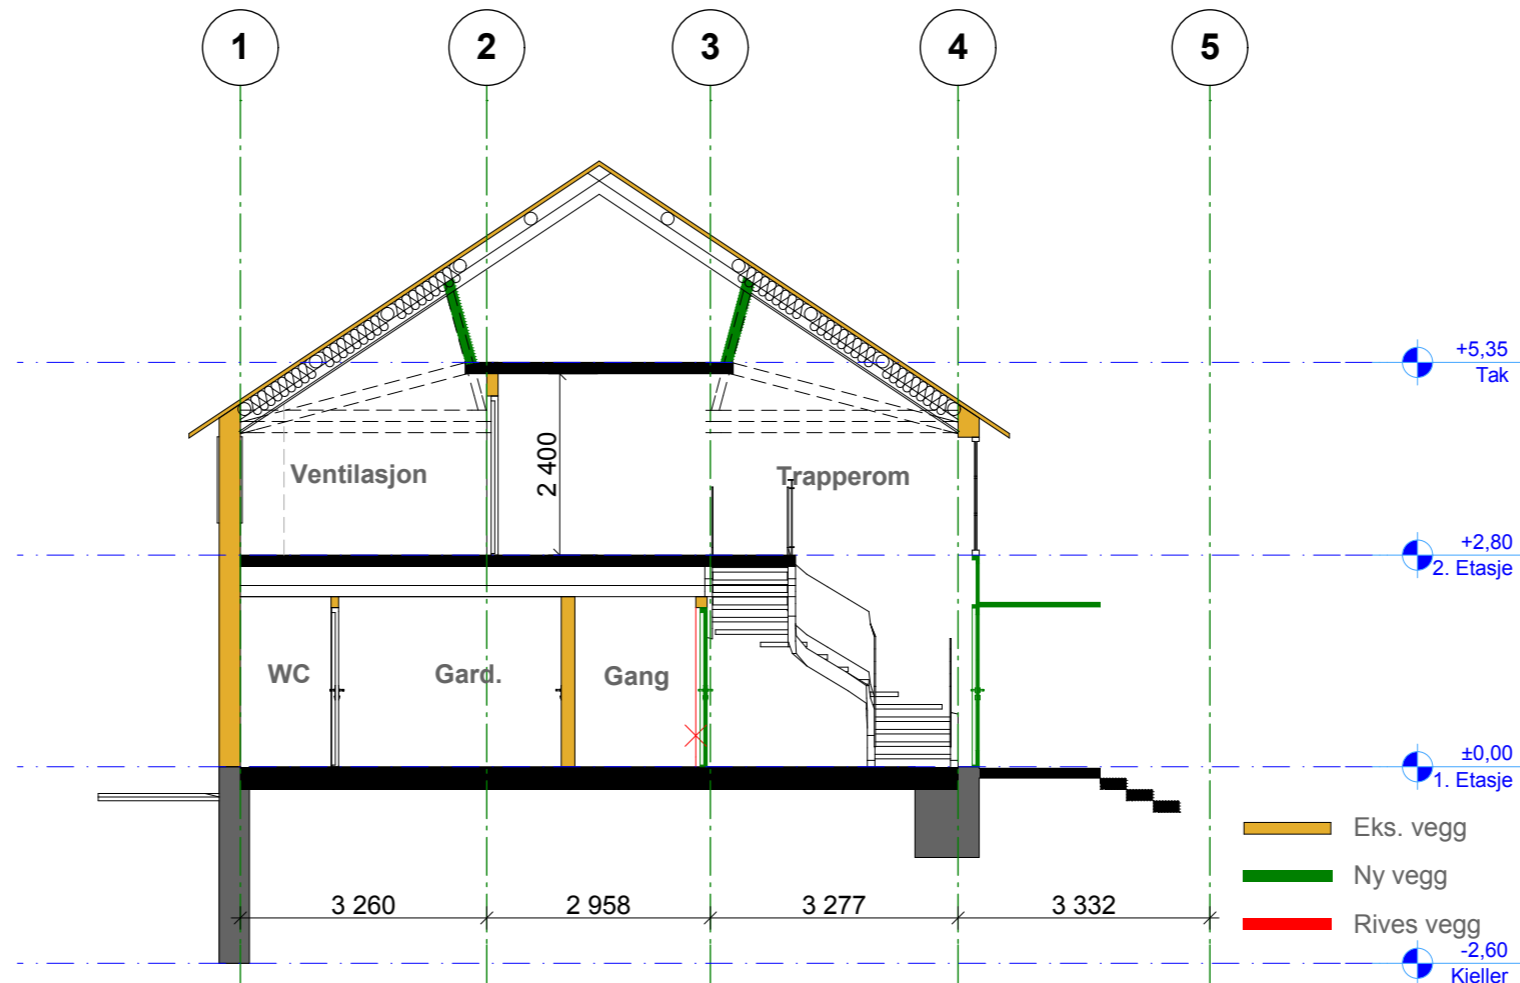 1 2 3 4 5
+5,35
Tak
2 400
Ventilasjon
Trapperom
+2,80
2. Etasje
WC
Gard.
Gang
±0,00
1. Etasje
Eks. vegg
Ny vegg
Rives vegg
3 260 2 958 3 277 3 332
-2,60
Kjeller